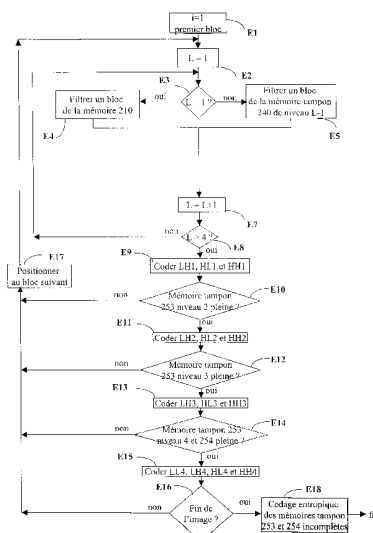 i=1
premier bloc
E1
L = 1
E2
E3
L = 1 ?
oui
non
Filtrer un bloc
de la mémoire 210
E4
Filtrer un bloc
de la mémoire tampon
240 de niveau L-1
E5
L = L+1
E7
L > 4 ?
E8
non
oui
E17
Positionner
au bloc suivant
E9
Coder LH1, HL1 et HH1
non
Mémoire tampon
253 niveau 2 pleine ?
E10
oui
E11
Coder LH2, HL2 et HH2
non
Mémoire tampon
253 niveau 3 pleine ?
E12
oui
E13
Coder LH3, HL3 et HH3
non
Mémoire tampon 253
niveau 4 et 254 pleine ?
E14
oui
E15
Coder LL4, LH4, HL4 et HH4
E16
non
Fin de
l'image ?
oui
E18
Codage entropique
des mémoires tampon
253 et 254 incomplètes